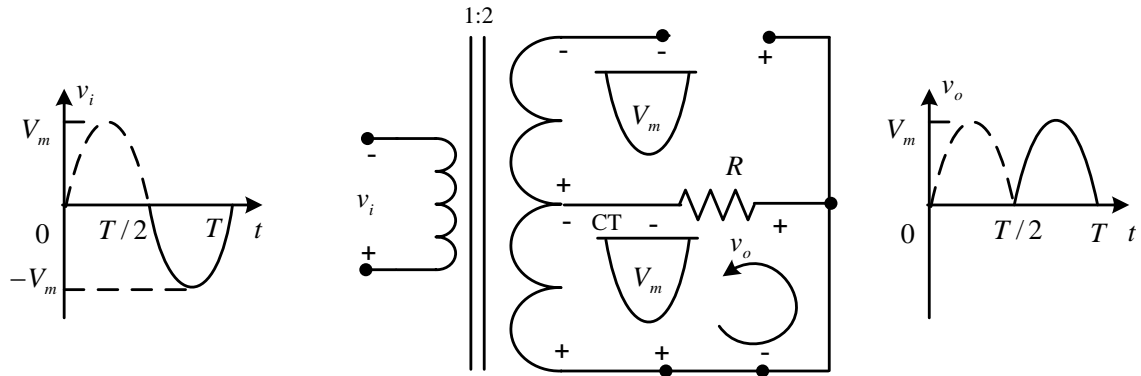 1:2
v_i
V_m
0
T / 2
T
t
−V_m
-
v_i
+
-
-
+
V_m
+
-
CT
-
R
+
v_o
V_m
+
+
-
v_o
V_m
0
T / 2
T
t